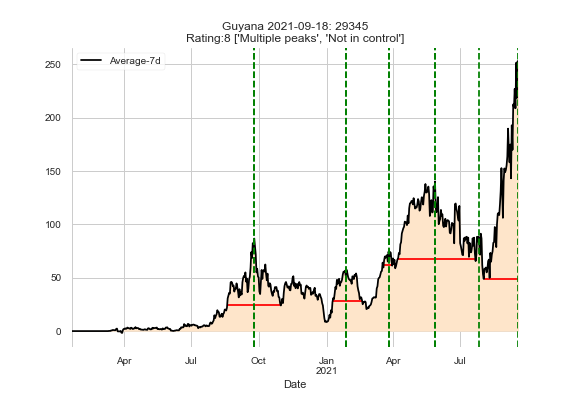 Guyana 2021-09-18: 29345
Rating:8 ['Multiple peaks', 'Not in control']
Average-7d
250
200
150
100
50
0
Apr Jul Oct Jan Apr Jul
2021
Date